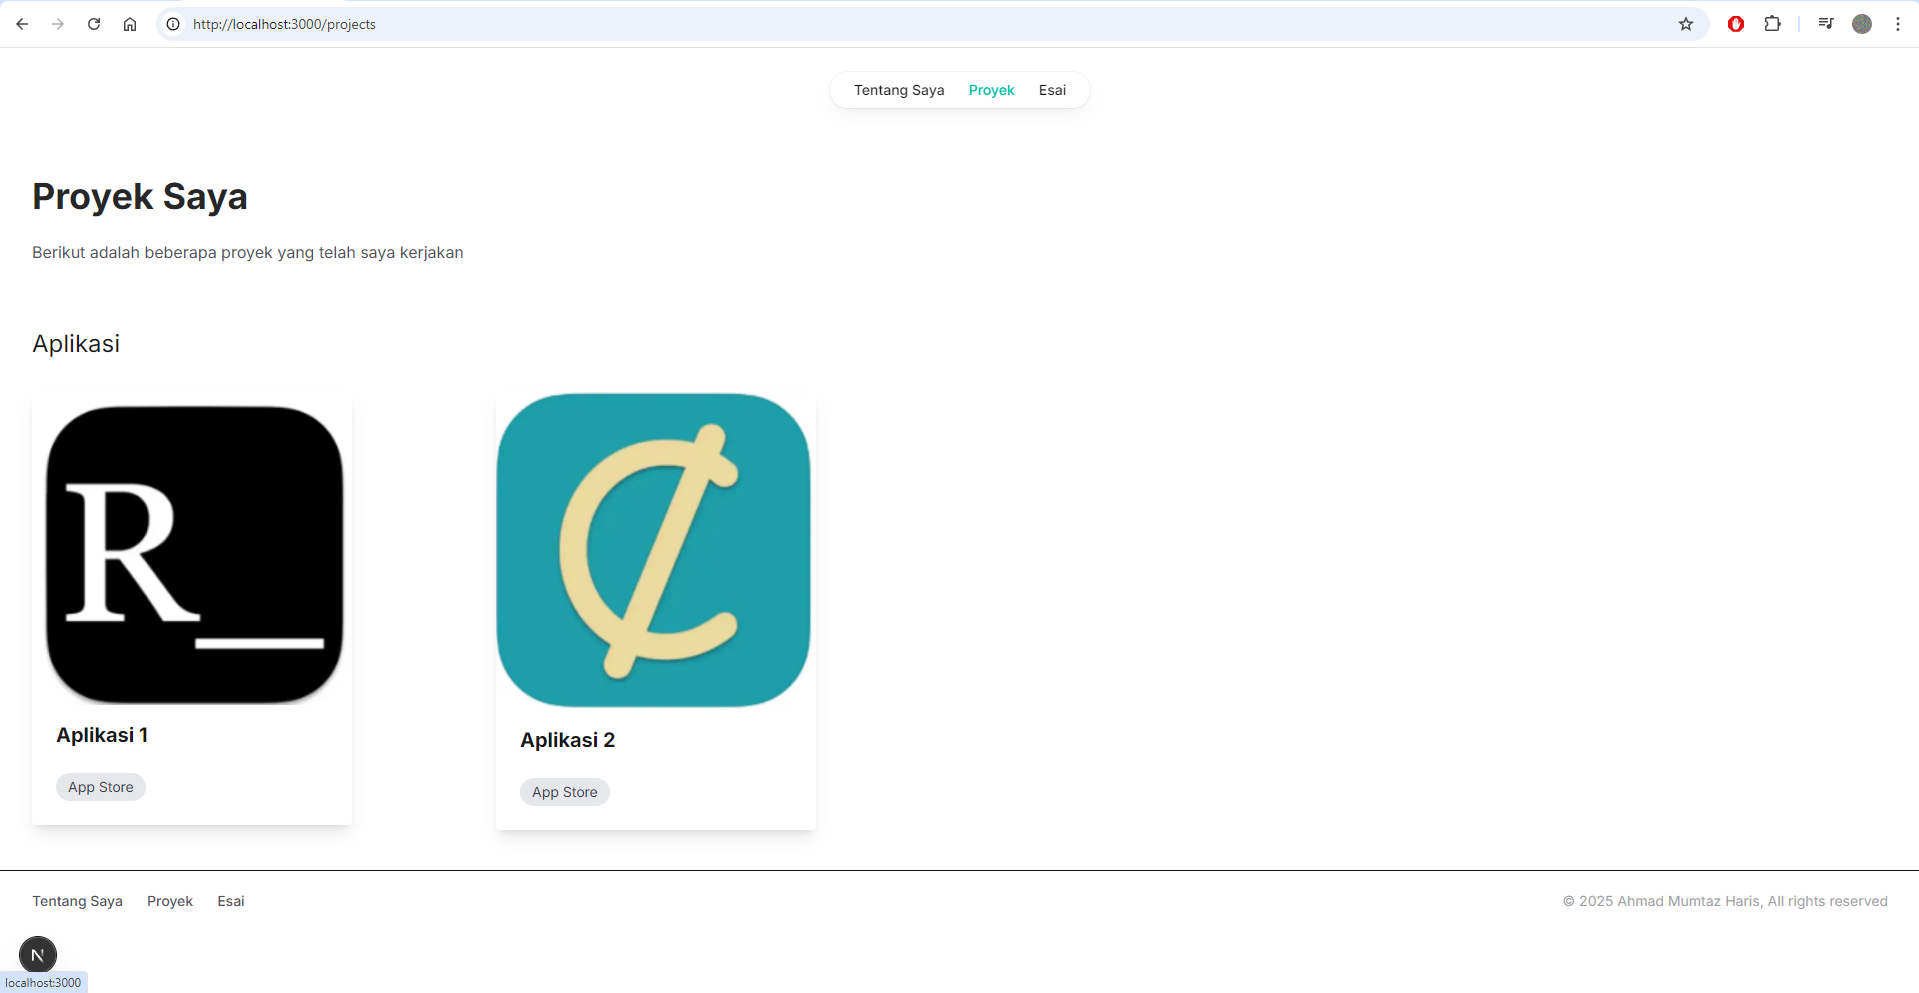 http://localhost:3000/projects
Tentang Saya Proyek Esai
Proyek Saya
Berikut adalah beberapa proyek yang telah saya kerjakan
Aplikasi
R_
Aplikasi 1
App Store
Aplikasi 2
App Store
Tentang Saya Proyek Esai
© 2025 Ahmad Mumtaz Haris, All rights reserved
N
localhost:3000